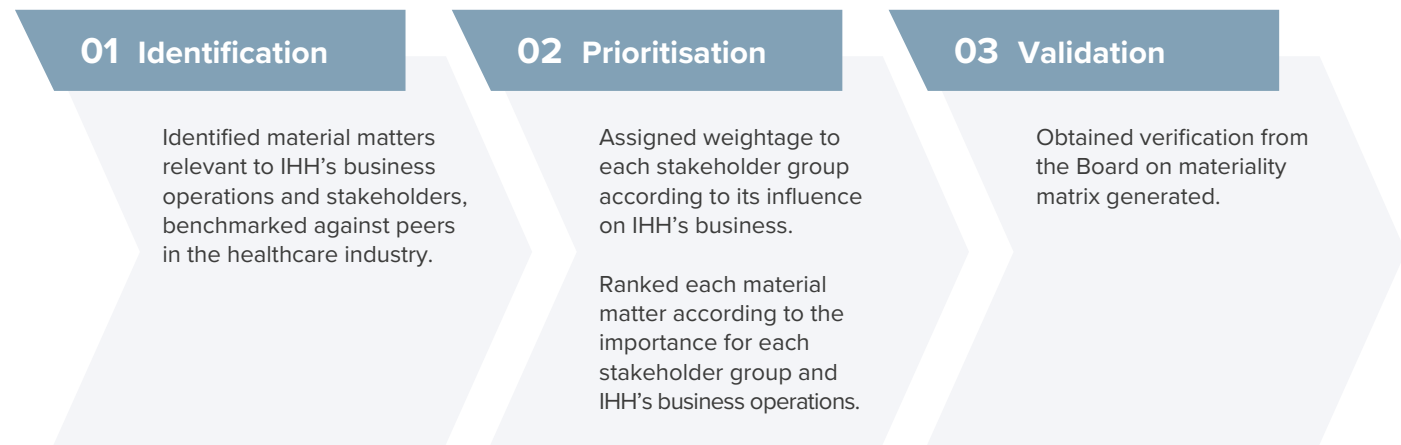 01 Identification
Identified material matters
relevant to IHH’s business
operations and stakeholders,
benchmarked against peers
in the healthcare industry.
02 Prioritisation
Assigned weightage to
each stakeholder group
according to its influence
on IHH’s business.
Ranked each material
matter according to the
importance for each
stakeholder group and
IHH’s business operations.
03 Validation
Obtained verification from
the Board on materiality
matrix generated.